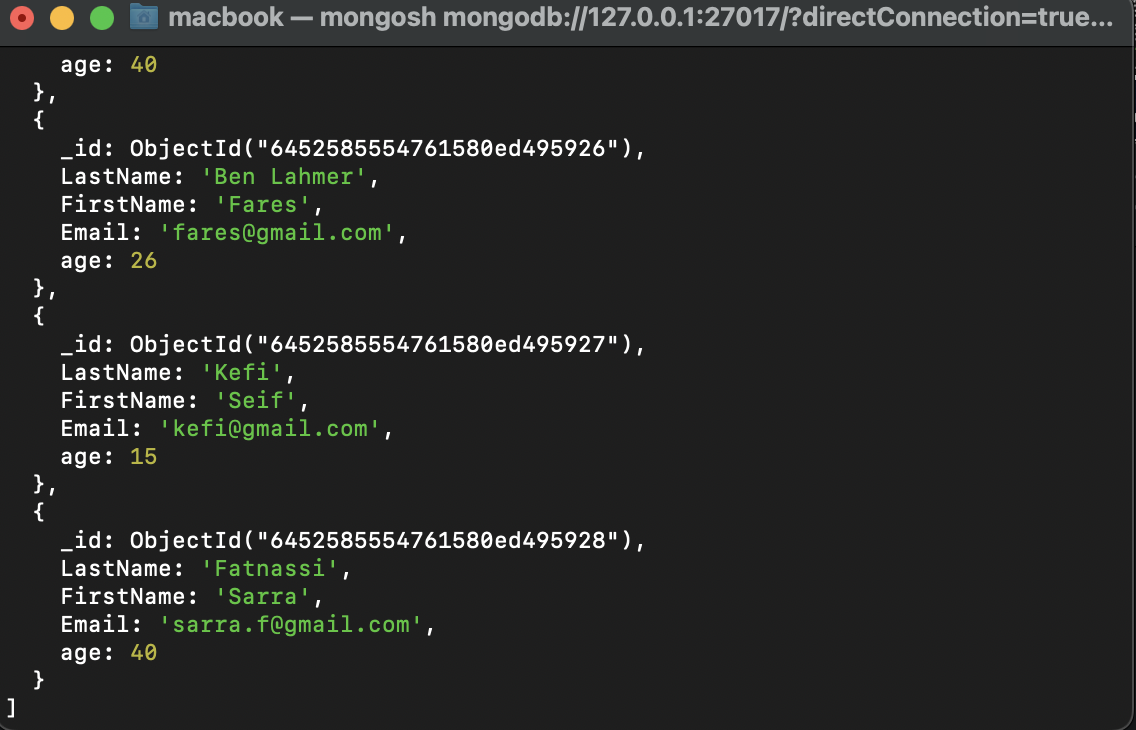 macbook — mongosh mongodb://127.0.0.1:27017/?directConnection=true...
age: 40
},
{
_id: ObjectId("6452585554761580ed495926"),
LastName: 'Ben Lahmer',
FirstName: 'Fares',
Email: 'fares@gmail.com',
age: 26
},
{
_id: ObjectId("6452585554761580ed495927"),
LastName: 'Kefi',
FirstName: 'Seif',
Email: 'kefi@gmail.com',
age: 15
},
{
_id: ObjectId("6452585554761580ed495928"),
LastName: 'Fatnassi',
FirstName: 'Sarra',
Email: 'sarra.f@gmail.com',
age: 40
}
]